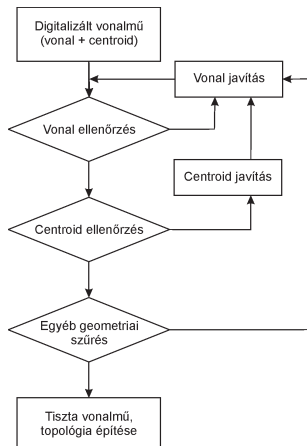 Digitalizált vonalmű
(vonal + centroid)
Vonal javítás
Vonal ellenőrzés
Centroid javítás
Centroid ellenőrzés
Egyéb geometriai
szűrés
Tiszta vonalmű,
topológia építése